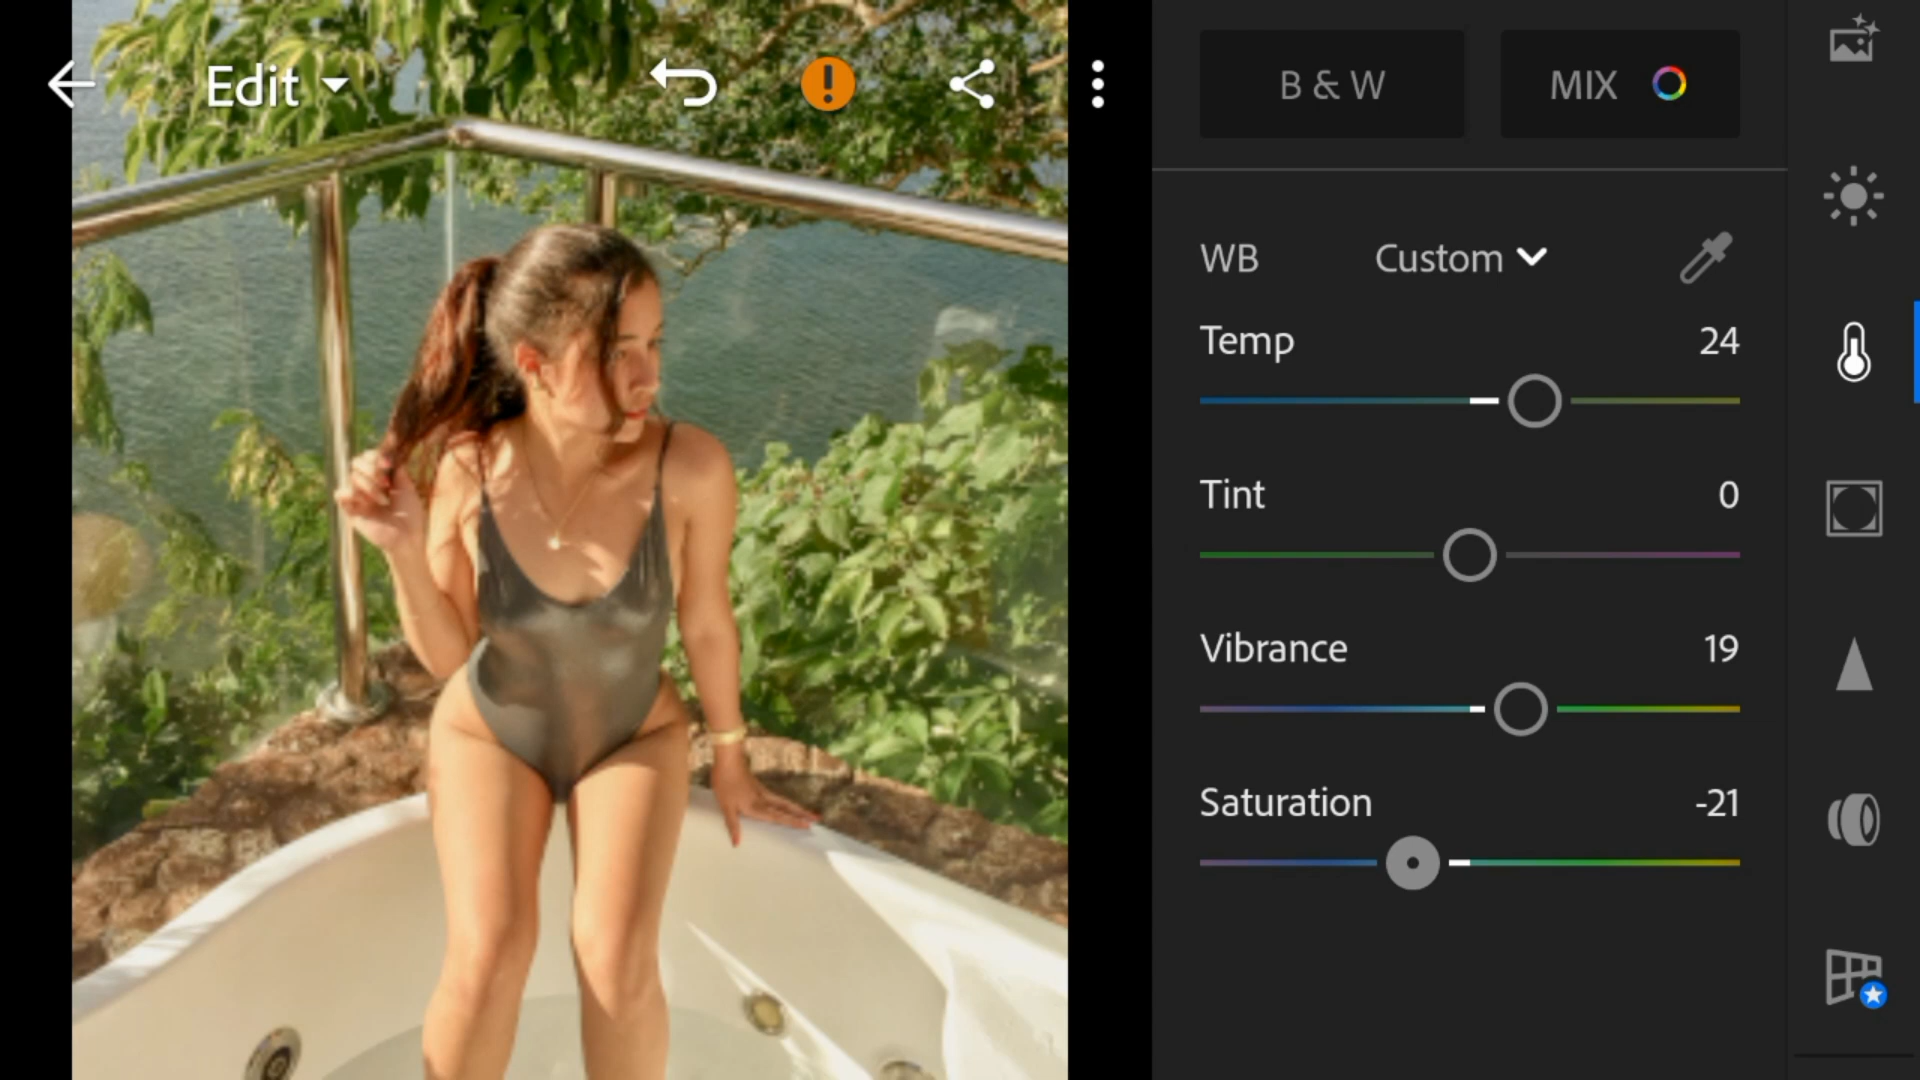 Edit
B & W
MIX
WB Custom
Temp 24
Tint 0
Vibrance 19
Saturation -21